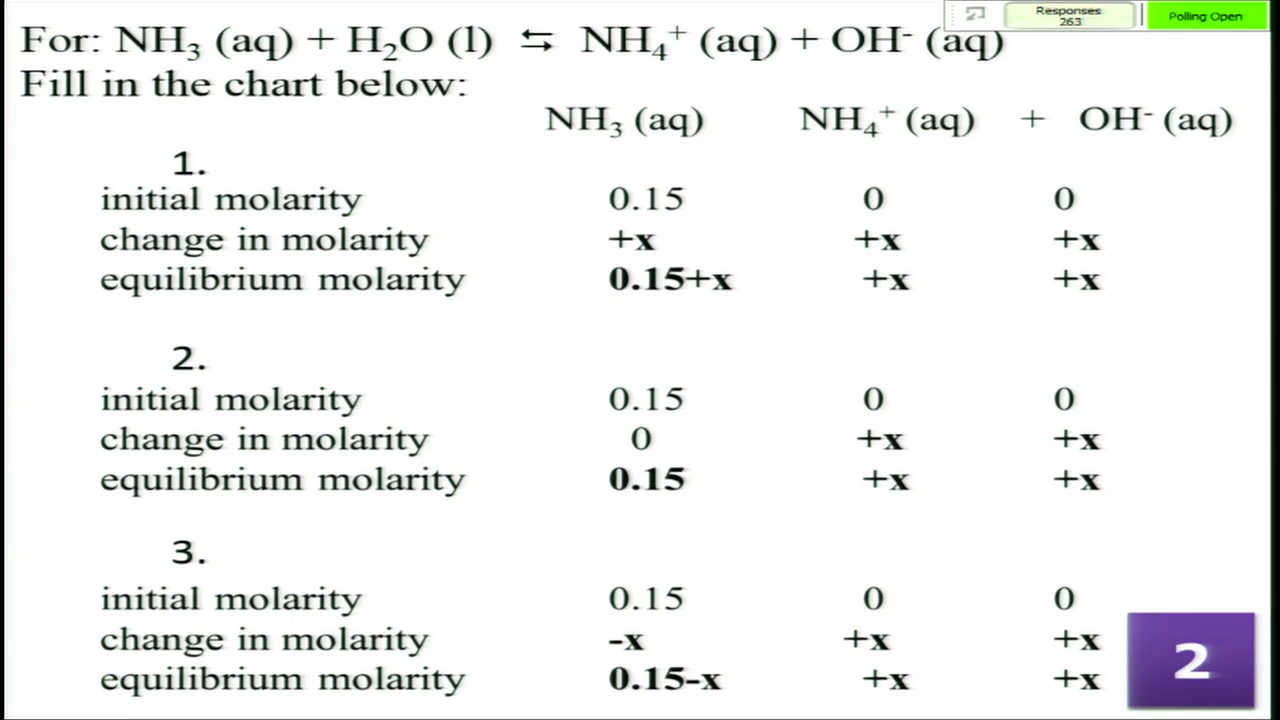 Responses
263
Polling Open
For: NH₃ (aq) + H₂O (l) ⇆ NH₄⁺ (aq) + OH⁻ (aq)
Fill in the chart below:
NH₃ (aq) NH₄⁺ (aq) + OH⁻ (aq)
1.
initial molarity 0.15 0 0
change in molarity +x +x +x
equilibrium molarity 0.15+x +x +x
2.
initial molarity 0.15 0 0
change in molarity 0 +x +x
equilibrium molarity 0.15 +x +x
3.
initial molarity 0.15 0 0
change in molarity -x +x +x
equilibrium molarity 0.15-x +x +x
2